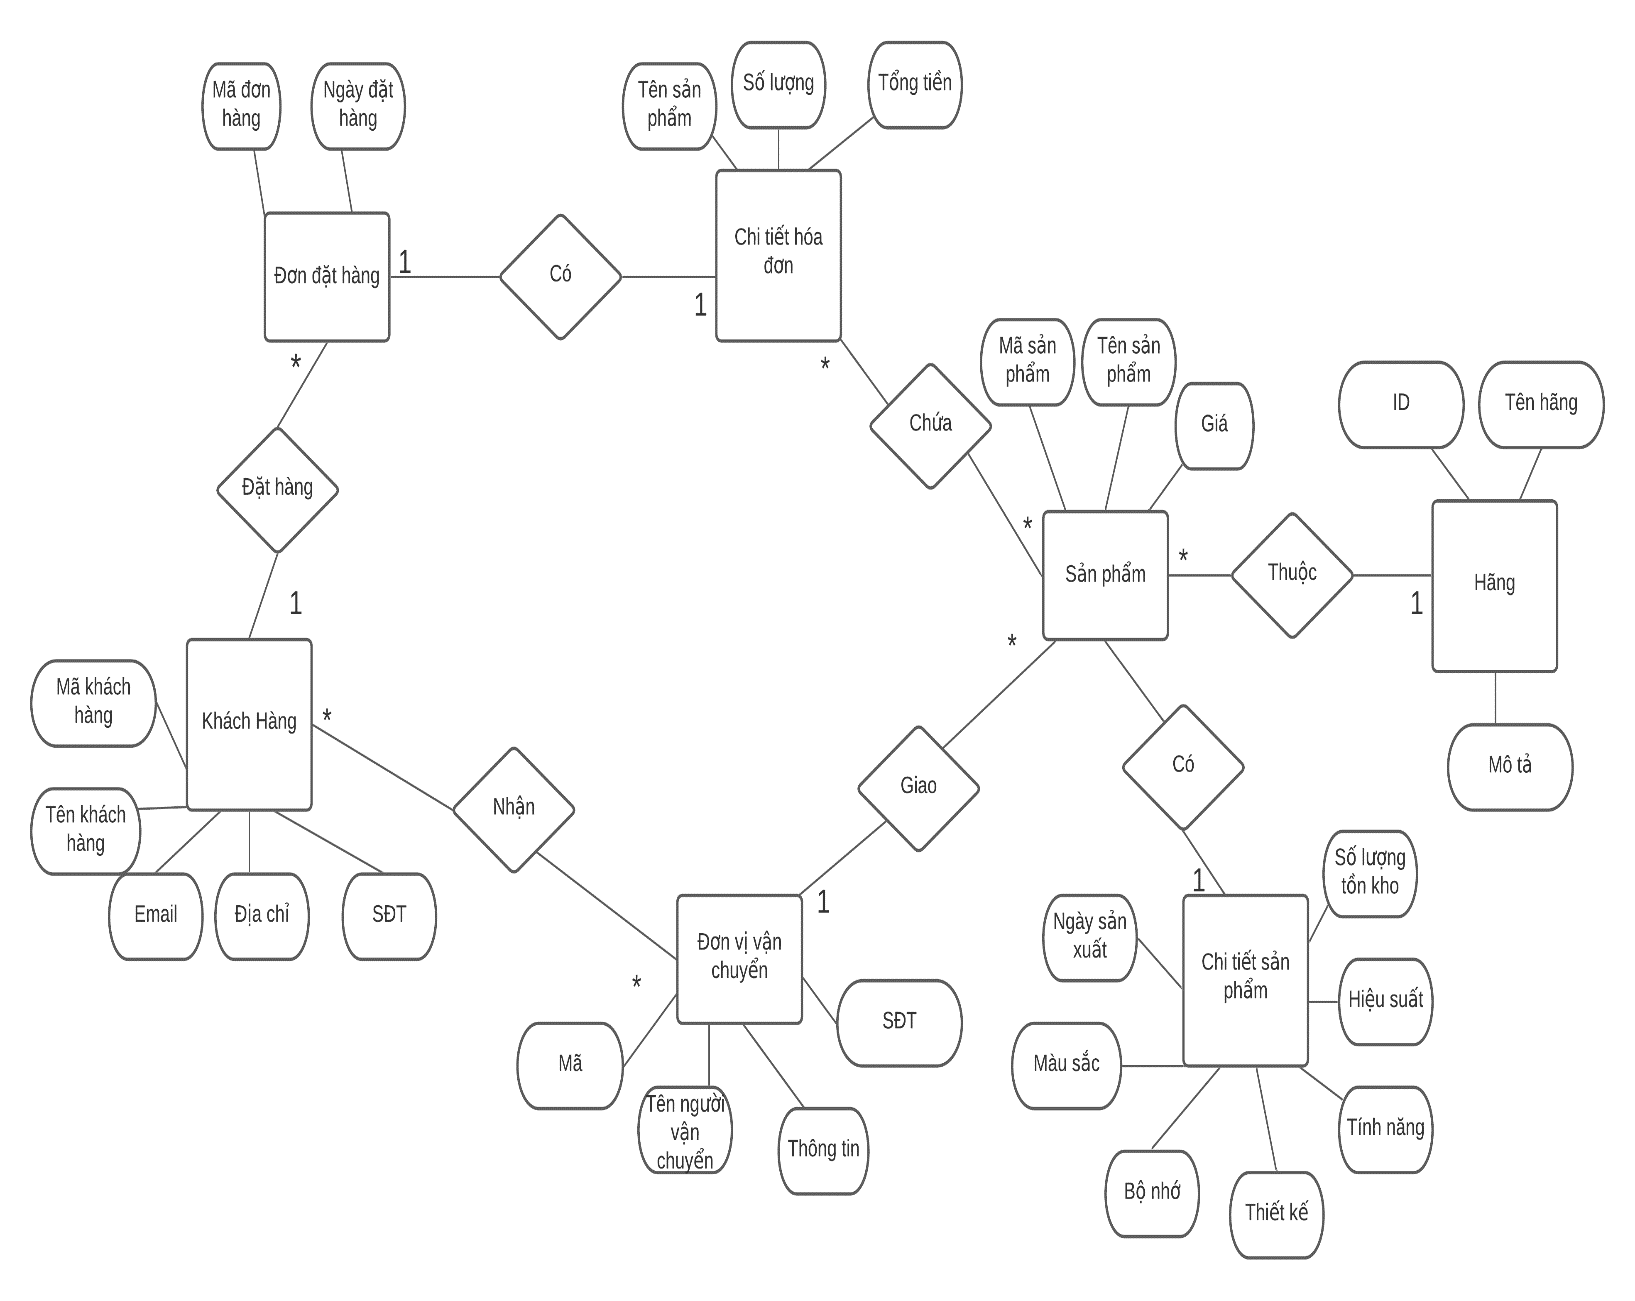 Mã đơn
hàng
Ngày đặt
hàng
Tên sản
phẩm
Số lượng
Tổng tiền
Đơn đặt hàng
1
Có
1
Chi tiết hóa
đơn
*
*
Chứa
Mã sản
phẩm
Tên sản
phẩm
Giá
ID
Tên hãng
Đặt hàng
*
Sản phẩm
*
Thuộc
1
Hãng
1
*
Mã khách
hàng
Khách Hàng
*
Nhận
Giao
Có
Mô tả
Tên khách
hàng
Email
Địa chỉ
SĐT
1
1
Số lượng
tồn kho
Đơn vị vận
chuyển
*
Ngày sản
xuất
Chi tiết sản
phẩm
Hiệu suất
SĐT
Mã
Màu sắc
Tên người
vận
chuyển
Thông tin
Tính năng
Bộ nhớ
Thiết kế